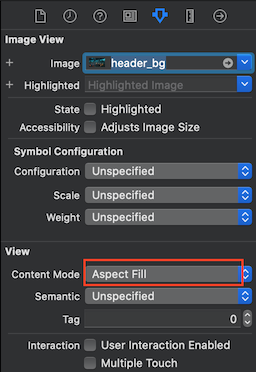 Image View
+ Image header_bg
+ Highlighted Highlighted Image
State Highlighted
Accessibility Adjusts Image Size
Symbol Configuration
Configuration Unspecified
Scale Unspecified
Weight Unspecified
View
Content Mode Aspect Fill
Semantic Unspecified
Tag 0
Interaction User Interaction Enabled
Multiple Touch